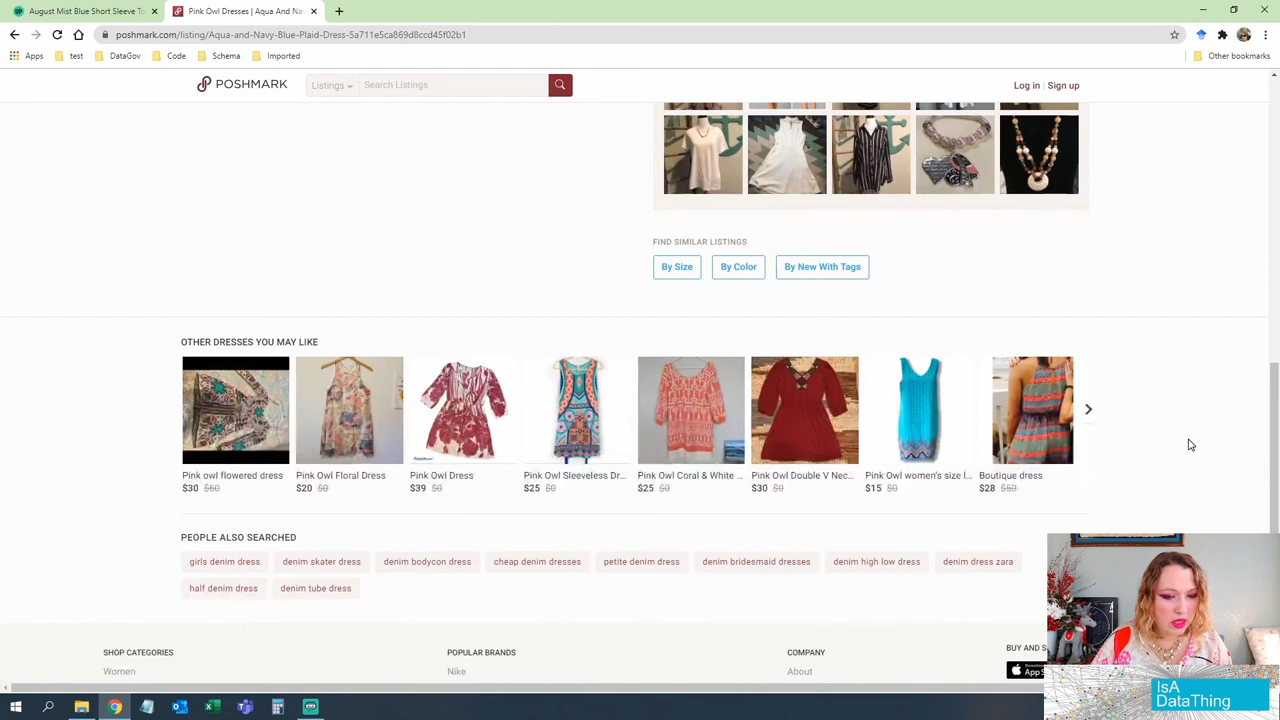 August Mist Blue Short Sleeve To
Pink Owl Dresses | Aqua And Nav
poshmark.com/listing/Aqua-and-Navy-Blue-Plaid-Dress-5a711e5ca869d8ccd45f02b1
Apps test DataGov Code Schema Imported Other bookmarks
POSHMARK Listings Search Listings Log in | Sign up
FIND SIMILAR LISTINGS
By Size By Color By New With Tags
OTHER DRESSES YOU MAY LIKE
Pink owl flowered dress Pink Owl Floral Dress Pink Owl Dress Pink Owl Sleeveless Dr... Pink Owl Coral & White ... Pink Owl Double V Nec... Pink Owl women's size l... Boutique dress
$30 $60 $20 $0 $39 $0 $25 $0 $25 $0 $30 $0 $15 $0 $28 $50
PEOPLE ALSO SEARCHED
girls denim dress denim skater dress denim bodycon dress cheap denim dresses petite denim dress denim bridesmaid dresses denim high low dress denim dress zara
half denim dress denim tube dress
SHOP CATEGORIES POPULAR BRANDS COMPANY BUY AND S
Women Nike About App S
IsA
DataThing